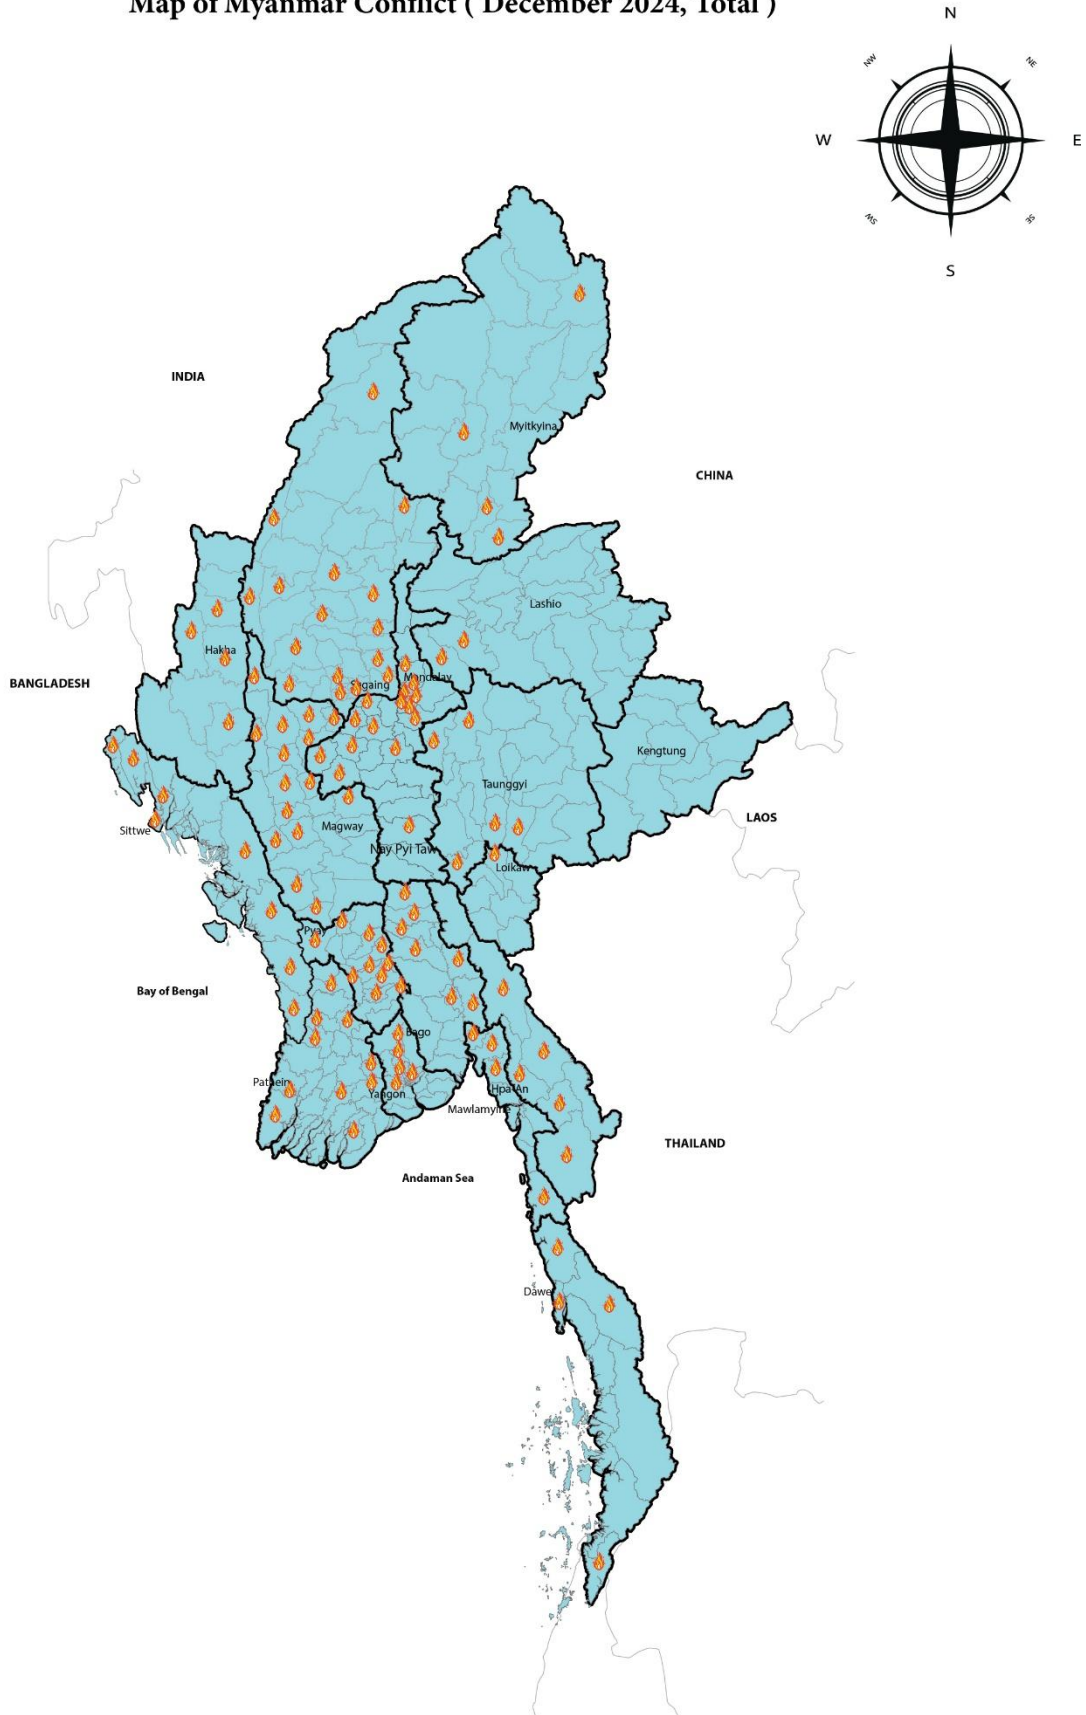 Map of Myanmar Conflict ( December 2024, Total )
N
NW
NE
W
E
SW
SE
S
INDIA
Myitkyina
CHINA
Lashio
Hakha
BANGLADESH
Mandalay
Sagaing
Kengtung
Taunggyi
LAOS
Magway
Sittwe
Nay Pyi Taw
Loikaw
Pyay
Bay of Bengal
Bago
Pathein
Hpa-An
Yangon
Mawlamyine
THAILAND
Andaman Sea
Dawei